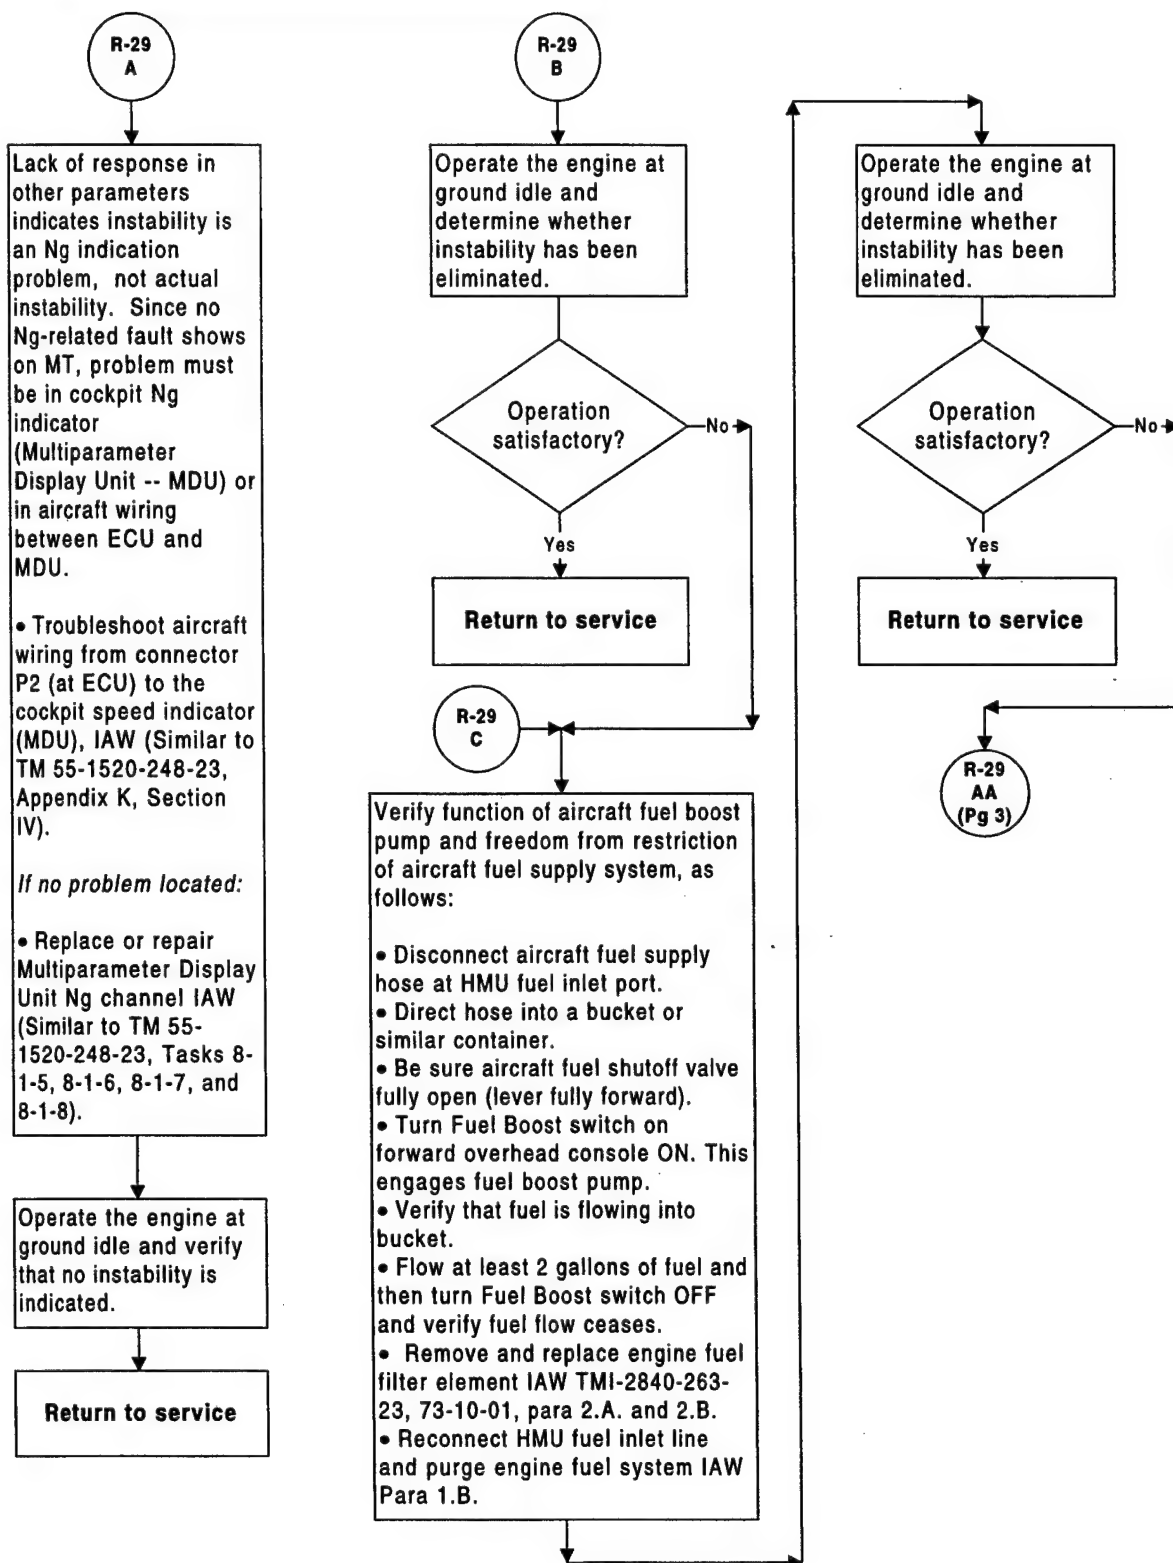 R-29
A
Lack of response in
other parameters
indicates instability is
an Ng indication
problem,  not actual
instability.  Since no
Ng-related fault shows
on MT, problem must
be in cockpit Ng
indicator
(Multiparameter
Display Unit -- MDU) or
in aircraft wiring
between ECU and
MDU.
• Troubleshoot aircraft
wiring from connector
P2 (at ECU) to the
cockpit speed indicator
(MDU), IAW (Similar to
TM 55-1520-248-23,
Appendix K, Section
IV).
If no problem located:
• Replace or repair
Multiparameter Display
Unit Ng channel IAW
(Similar to TM 55-
1520-248-23, Tasks 8-
1-5, 8-1-6, 8-1-7, and
8-1-8).
Operate the engine at
ground idle and verify
that no instability is
indicated.
Return to service
R-29
B
Operate the engine at
ground idle and
determine whether
instability has been
eliminated.
Operation
satisfactory?
No
Yes
Return to service
R-29
C
Verify function of aircraft fuel boost
pump and freedom from restriction
of aircraft fuel supply system, as
follows:
• Disconnect aircraft fuel supply
hose at HMU fuel inlet port.
• Direct hose into a bucket or
similar container.
• Be sure aircraft fuel shutoff valve
fully open (lever fully forward).
• Turn Fuel Boost switch on
forward overhead console ON. This
engages fuel boost pump.
• Verify that fuel is flowing into
bucket.
• Flow at least 2 gallons of fuel and
then turn Fuel Boost switch OFF
and verify fuel flow ceases.
•  Remove and replace engine fuel
filter element IAW TMI-2840-263-
23, 73-10-01, para 2.A. and 2.B.
• Reconnect HMU fuel inlet line
and purge engine fuel system IAW
Para 1.B.
Operate the engine at
ground idle and
determine whether
instability has been
eliminated.
Operation
satisfactory?
No
Yes
Return to service
R-29
AA
(Pg 3)